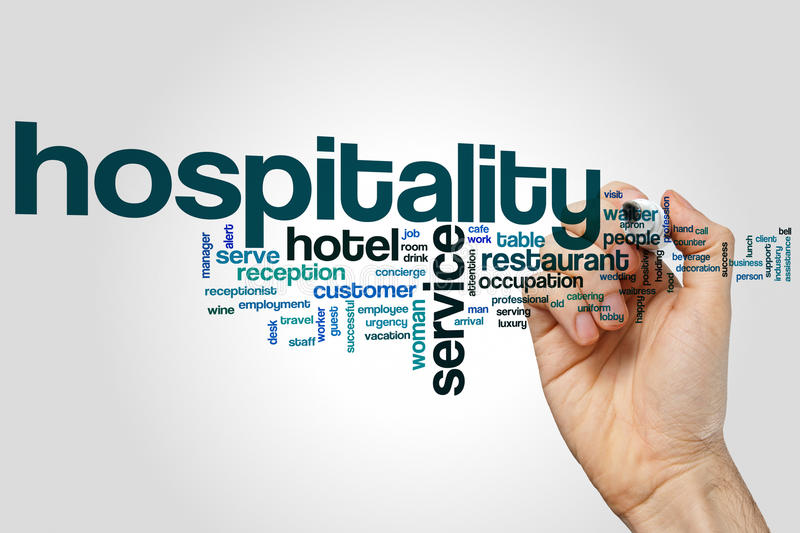 hospitality
visit
waiter
profession
apron
hand
call
bell
manager
alert
serve
hotel
job
room
drink
cafe
work
table
people
counter
restaurant
service
reception
concierge
attention
occupation
wedding
positive
holding
beverage
decoration
success
business
lunch
client
support
industry
assistance
person
receptionist
customer
professional
old
catering
waitress
food
happy
wine
employment
employee
man
serving
uniform
lobby
desk
travel
worker
guest
successful
urgency
woman
arrival
luxury
staff
vacation